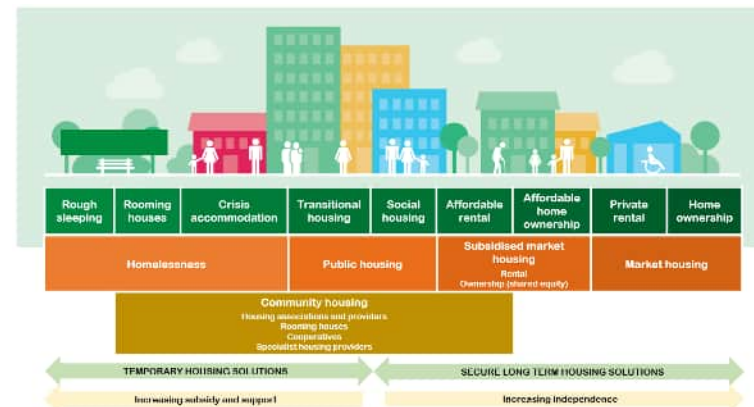 Rough
sleeping
Rooming
houses
Crisis
accommodation
Transitional
housing
Social
housing
Affordable
rental
Affordable
home
ownership
Private
rental
Home
ownership
Homelessness
Public housing
Subsidised market
housing
Rental
Ownership (shared equity)
Market housing
Community housing
Housing associations and providers
Rooming houses
Cooperatives
Specialist housing providers
TEMPORARY HOUSING SOLUTIONS
SECURE LONG TERM HOUSING SOLUTIONS
Increasing subsidy and support
Increasing independence